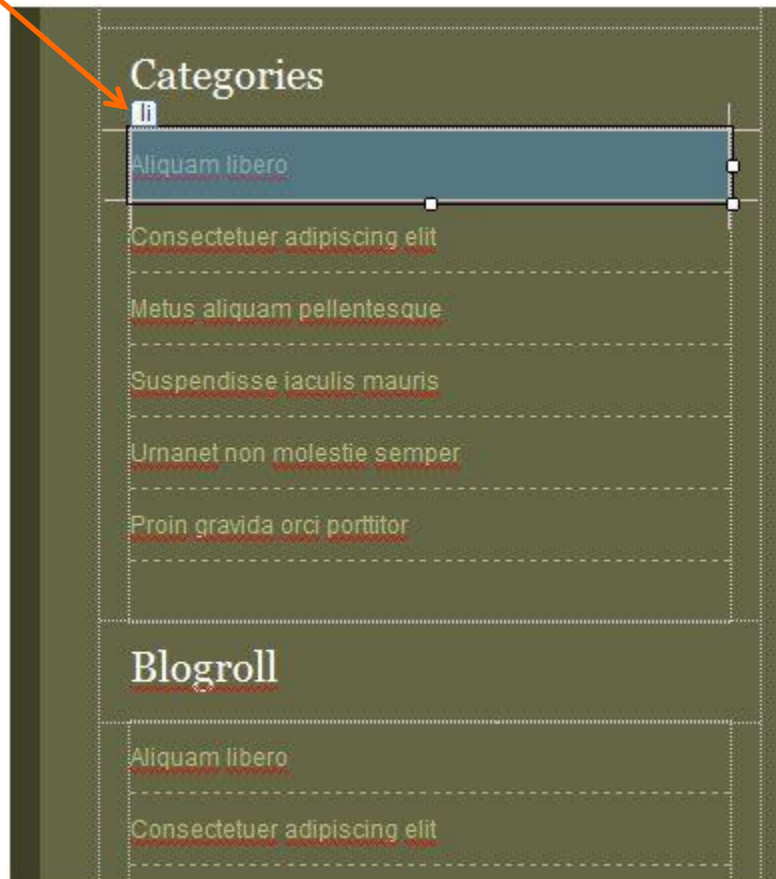 Categories
li
Aliquam libero
Consectetuer adipiscing elit
Metus aliquam pellentesque
Suspendisse iaculis mauris
Urnanet non molestie semper
Proin gravida orci porttitor
Blogroll
Aliquam libero
Consectetuer adipiscing elit